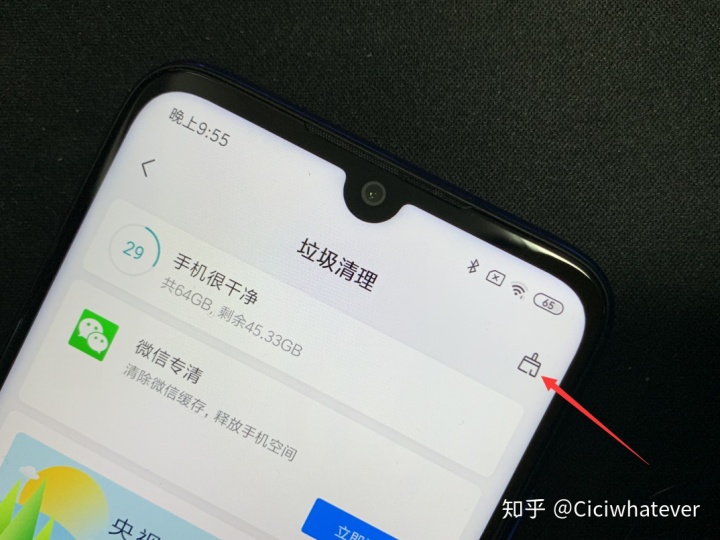 晚上9:55
65
垃圾清理
29
手机很干净
共64GB, 剩余45.33GB
微信专清
清除微信缓存，释放手机空间
央视
立即
知乎 @Ciciwhatever